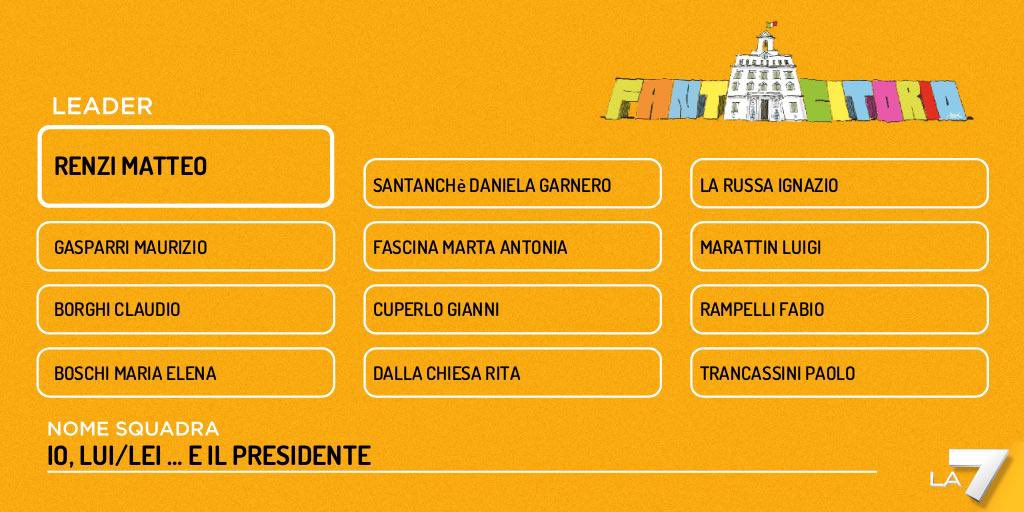 FANTACITORIO
LEADER
RENZI MATTEO
SANTANCHè DANIELA GARNERO
LA RUSSA IGNAZIO
GASPARRI MAURIZIO
FASCINA MARTA ANTONIA
MARATTIN LUIGI
BORGHI CLAUDIO
CUPERLO GIANNI
RAMPELLI FABIO
BOSCHI MARIA ELENA
DALLA CHIESA RITA
TRANCASSINI PAOLO
NOME SQUADRA
IO, LUI/LEI ... E IL PRESIDENTE
LA7